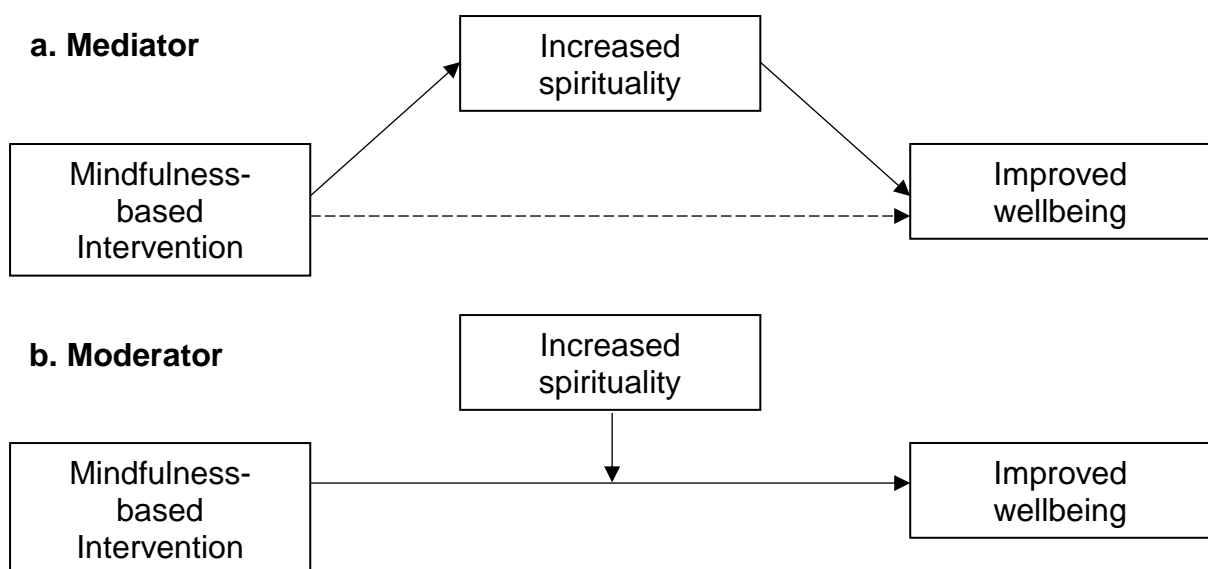 a. Mediator
Increased
spirituality
Mindfulness-
based
Intervention
Improved
wellbeing
b. Moderator
Increased
spirituality
Mindfulness-
based
Intervention
Improved
wellbeing